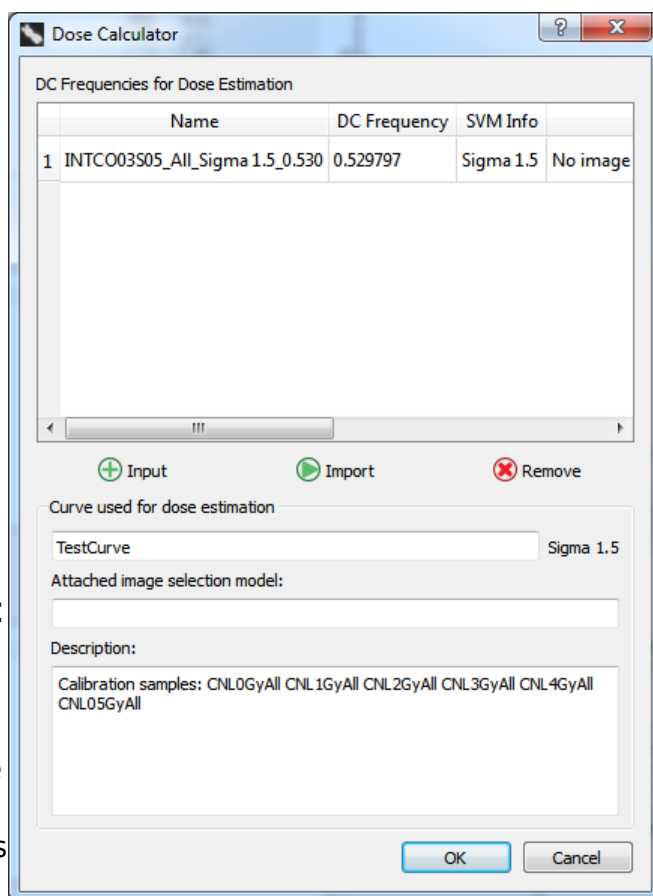 Dose Calculator
DC Frequencies for Dose Estimation
Name DC Frequency SVM Info
1 INTCO03S05_All_Sigma 1.5_0.530 0.529797 Sigma 1.5 No image
Input Import Remove
Curve used for dose estimation
TestCurve Sigma 1.5
Attached image selection model:
Description:
Calibration samples: CNL0GyAll CNL1GyAll CNL2GyAll CNL3GyAll CNL4GyAll
CNL05GyAll
OK Cancel